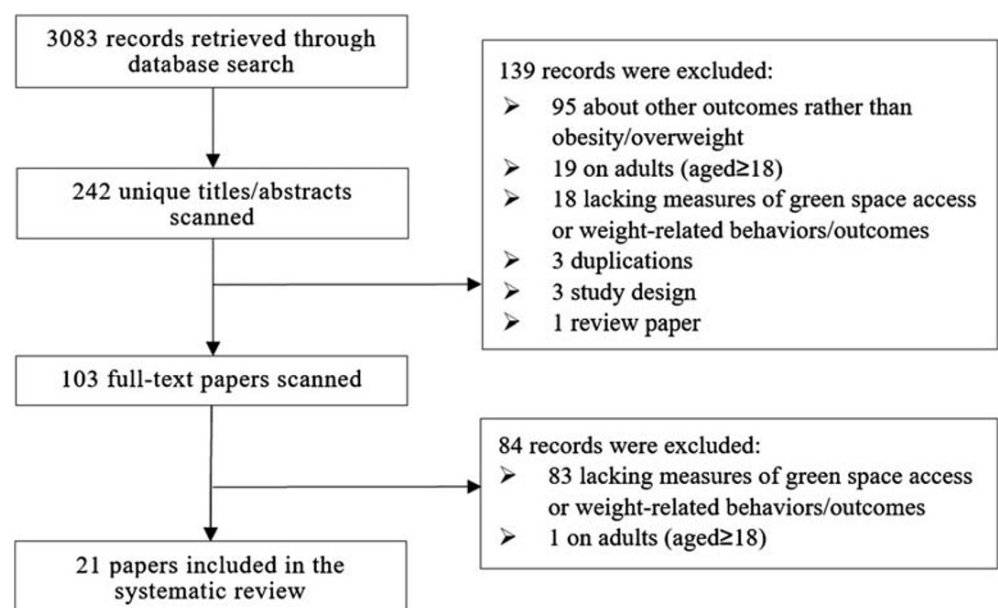 3083 records retrieved through
database search
139 records were excluded:
➢ 95 about other outcomes rather than
obesity/overweight
➢ 19 on adults (aged≥18)
➢ 18 lacking measures of green space access
or weight-related behaviors/outcomes
➢ 3 duplications
➢ 3 study design
➢ 1 review paper
242 unique titles/abstracts
scanned
103 full-text papers scanned
84 records were excluded:
➢ 83 lacking measures of green space access
or weight-related behaviors/outcomes
➢ 1 on adults (aged≥18)
21 papers included in the
systematic review